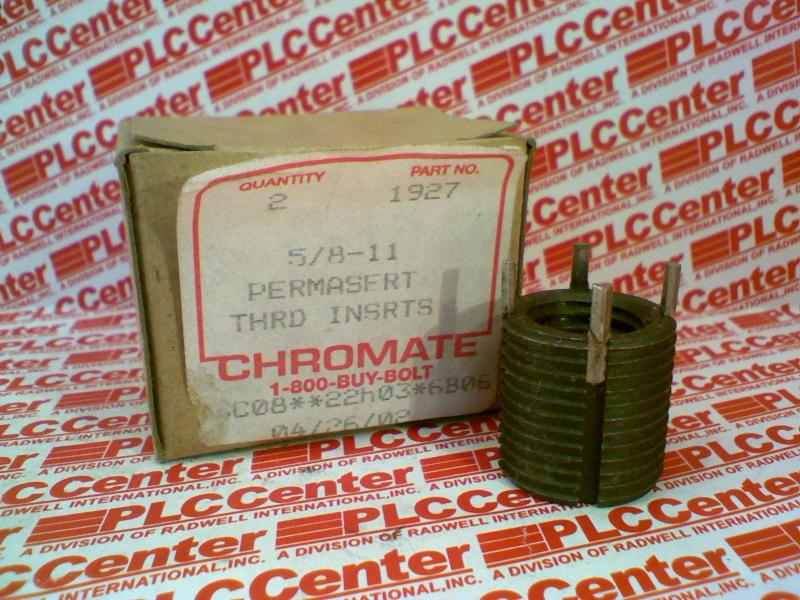 QUANTITY PART NO.
2 1927
5/8-11
PERMASERT
THRD INSRTS
CHROMATE
1-800-BUY-BOLT
SC08**22h03*6B06
04/26/02
PLCCenter
A DIVISION OF RADWELL INTERNATIONAL, INC.